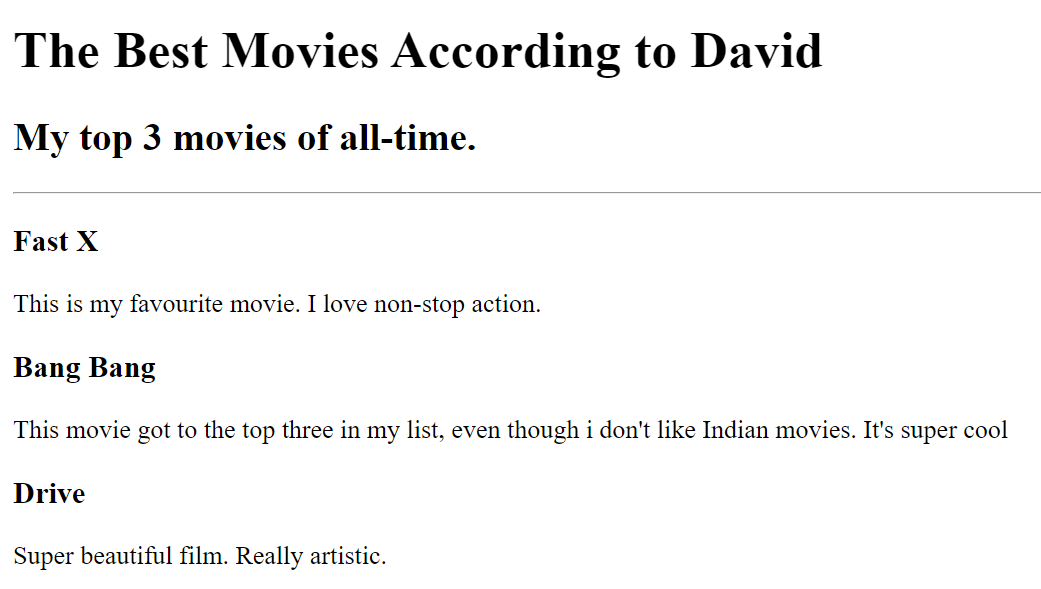 The Best Movies According to David
My top 3 movies of all-time.
Fast X
This is my favourite movie. I love non-stop action.
Bang Bang
This movie got to the top three in my list, even though i don't like Indian movies. It's super cool
Drive
Super beautiful film. Really artistic.